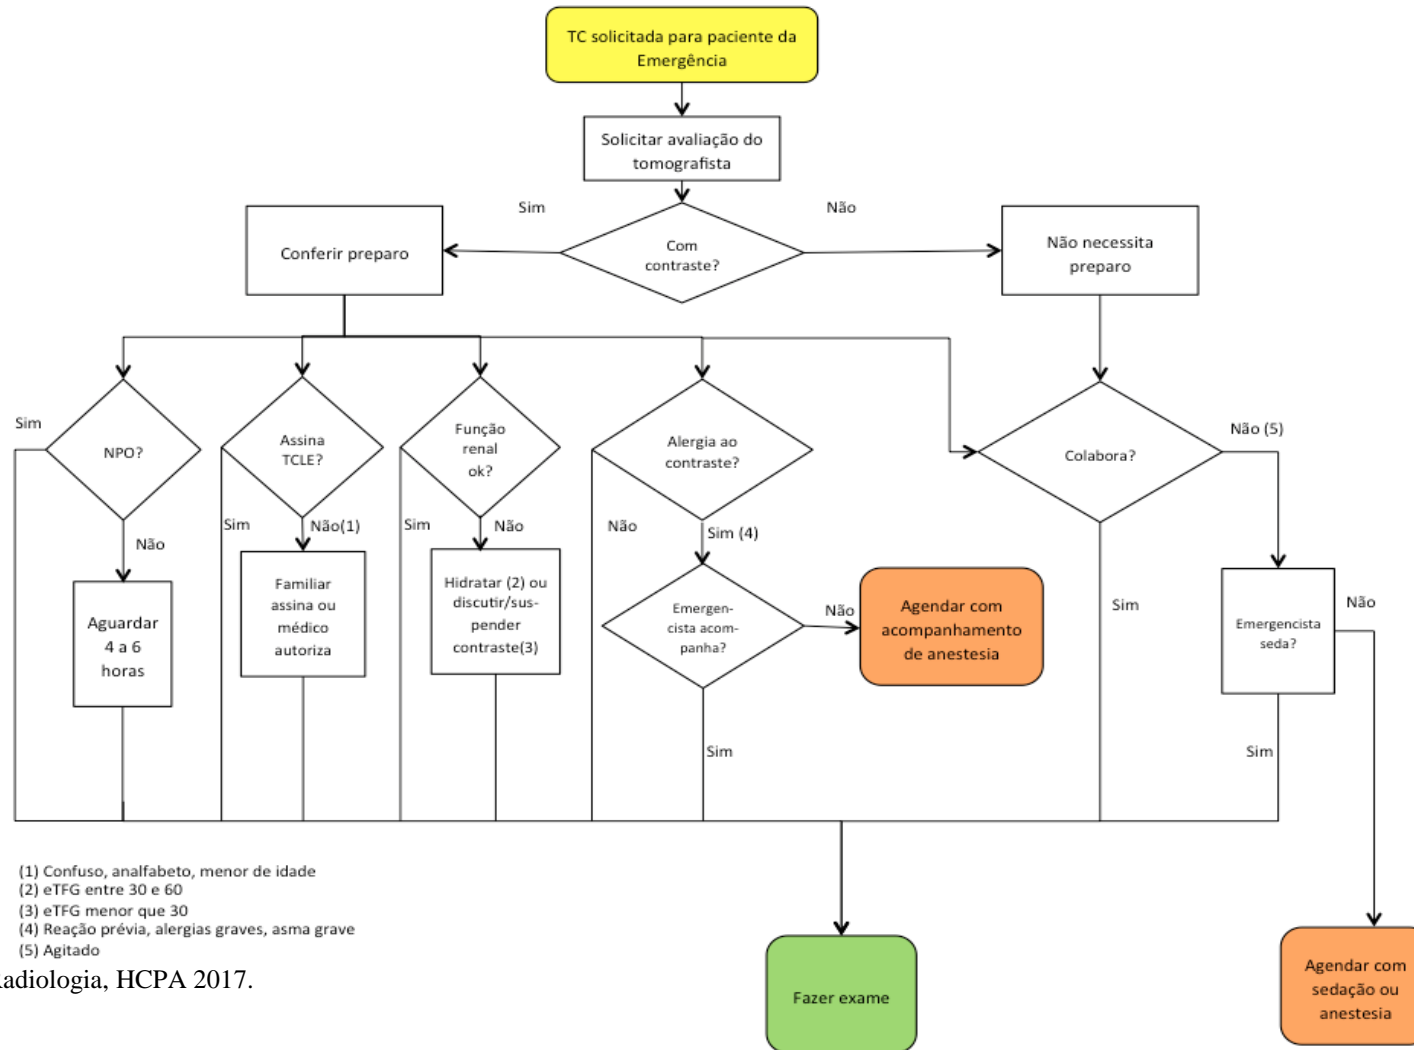 TC solicitada para paciente da
Emergência
Solicitar avaliação do
tomografista
Sim
Não
Conferir preparo
Com
contraste?
Não necessita
preparo
Sim
NPO?
Assina
TCLE?
Função
renal
ok?
Alergia ao
contraste?
Colabora?
Não (5)
Não
Sim
Não(1)
Sim
Não
Não
Sim (4)
Aguardar
4 a 6
horas
Familiar
assina ou
médico
autoriza
Hidratar (2) ou
discutir/sus-
pender
contraste(3)
Emergen-
cista acom-
panha?
Não
Agendar com
acompanhamento
de anestesia
Sim
Emergencista
seda?
Não
Sim
Sim
(1) Confuso, analfabeto, menor de idade
(2) eTFG entre 30 e 60
(3) eTFG menor que 30
(4) Reação prévia, alergias graves, asma grave
(5) Agitado
adiologia, HCPA 2017.
Fazer exame
Agendar com
sedação ou
anestesia